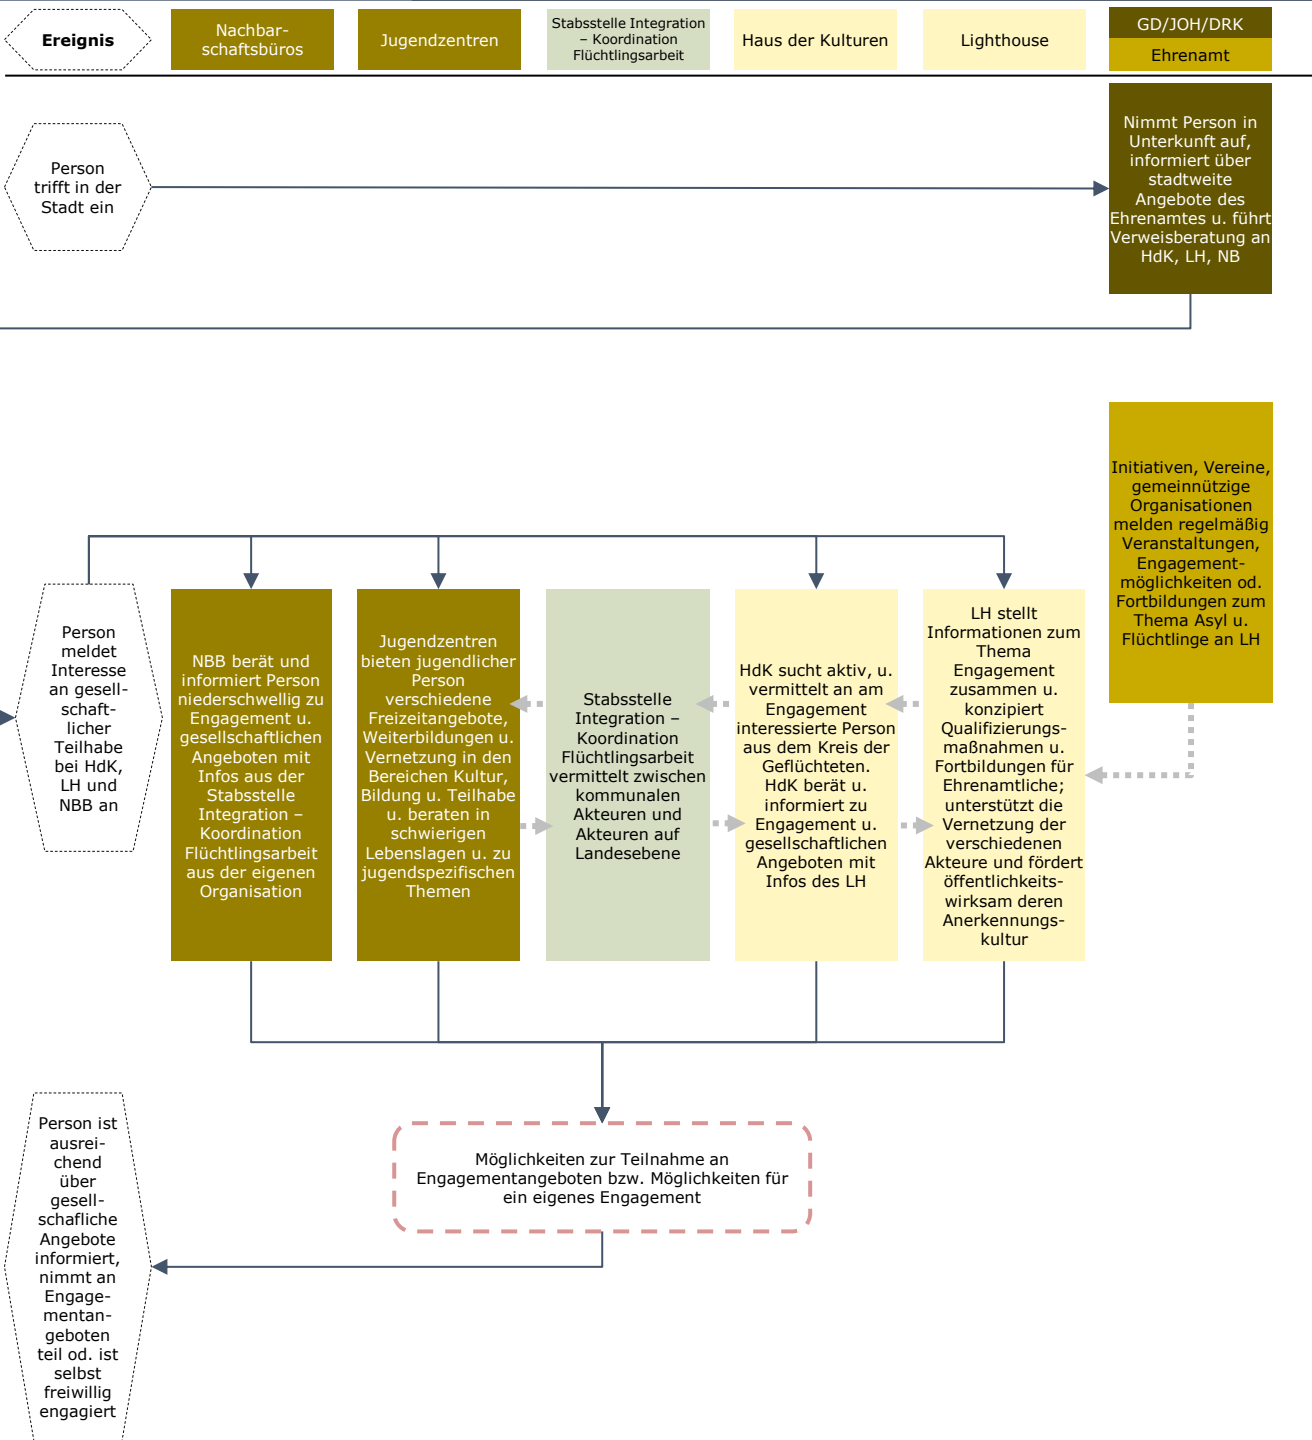 Ereignis
Nachbar-
schaftsbüros
Jugendzentren
Stabsstelle Integration
– Koordination
Flüchtlingsarbeit
Haus der Kulturen
Lighthouse
GD/JOH/DRK
Ehrenamt
Person
trifft in der
Stadt ein
Nimmt Person in
Unterkunft auf,
informiert über
stadtweite
Angebote des
Ehrenamtes u. führt
Verweisberatung an
HdK, LH, NB
Initiativen, Vereine,
gemeinnützige
Organisationen
melden regelmäßig
Veranstaltungen,
Engagement-
möglichkeiten od.
Fortbildungen zum
Thema Asyl u.
Flüchtlinge an LH
Person
meldet
Interesse
an gesell-
schaft-
licher
Teilhabe
bei HdK,
LH und
NBB an
NBB berät und
informiert Person
niederschwellig zu
Engagement u.
gesellschaftlichen
Angeboten mit
Infos aus der
Stabsstelle
Integration –
Koordination
Flüchtlingsarbeit
aus der eigenen
Organisation
Jugendzentren
bieten jugendlicher
Person
verschiedene
Freizeitangebote,
Weiterbildungen u.
Vernetzung in den
Bereichen Kultur,
Bildung u. Teilhabe
u. beraten in
schwierigen
Lebenslagen u. zu
jugendspezifischen
Themen
Stabsstelle
Integration –
Koordination
Flüchtlingsarbeit
vermittelt zwischen
kommunalen
Akteuren und
Akteuren auf
Landesebene
HdK sucht aktiv, u.
vermittelt an am
Engagement
interessierte Person
aus dem Kreis der
Geflüchteten.
HdK berät u.
informiert zu
Engagement u.
gesellschaftlichen
Angeboten mit
Infos des LH
LH stellt
Informationen zum
Thema
Engagement
zusammen u.
konzipiert
Qualifizierungs-
maßnahmen u.
Fortbildungen für
Ehrenamtliche;
unterstützt die
Vernetzung der
verschiedenen
Akteure und fördert
öffentlichkeits-
wirksam deren
Anerkennungs-
kultur
Möglichkeiten zur Teilnahme an
Engagementangeboten bzw. Möglichkeiten für
ein eigenes Engagement
Person ist
ausrei-
chend
über
gesell-
schafliche
Angebote
informiert,
nimmt an
Engage-
mentan-
geboten
teil od. ist
selbst
freiwillig
engagiert